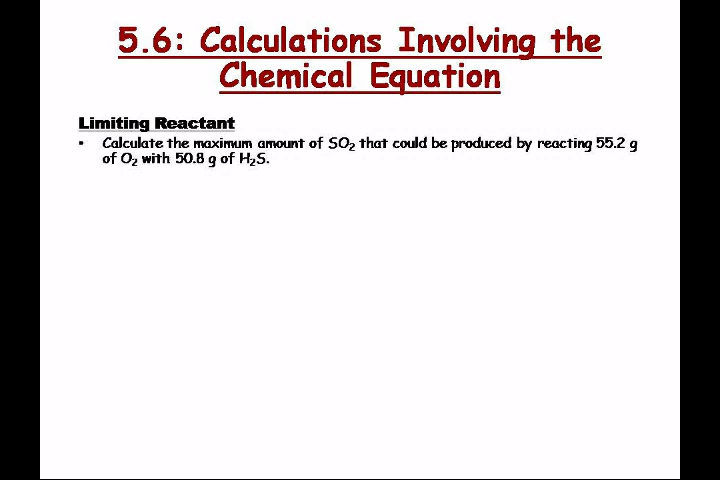 5.6: Calculations Involving the
Chemical Equation
Limiting Reactant
• Calculate the maximum amount of SO₂ that could be produced by reacting 55.2 g
of O₂ with 50.8 g of H₂S.